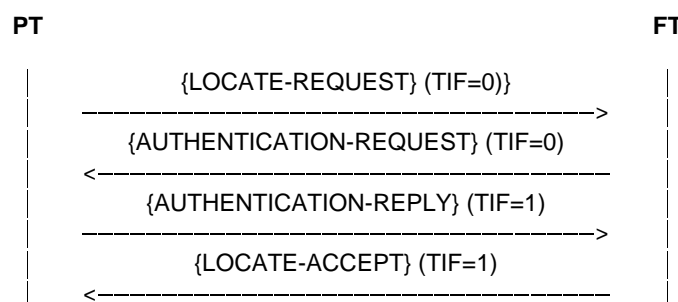 PT FT
{LOCATE-REQUEST} (TIF=0)}
{AUTHENTICATION-REQUEST} (TIF=0)
{AUTHENTICATION-REPLY} (TIF=1)
{LOCATE-ACCEPT} (TIF=1)